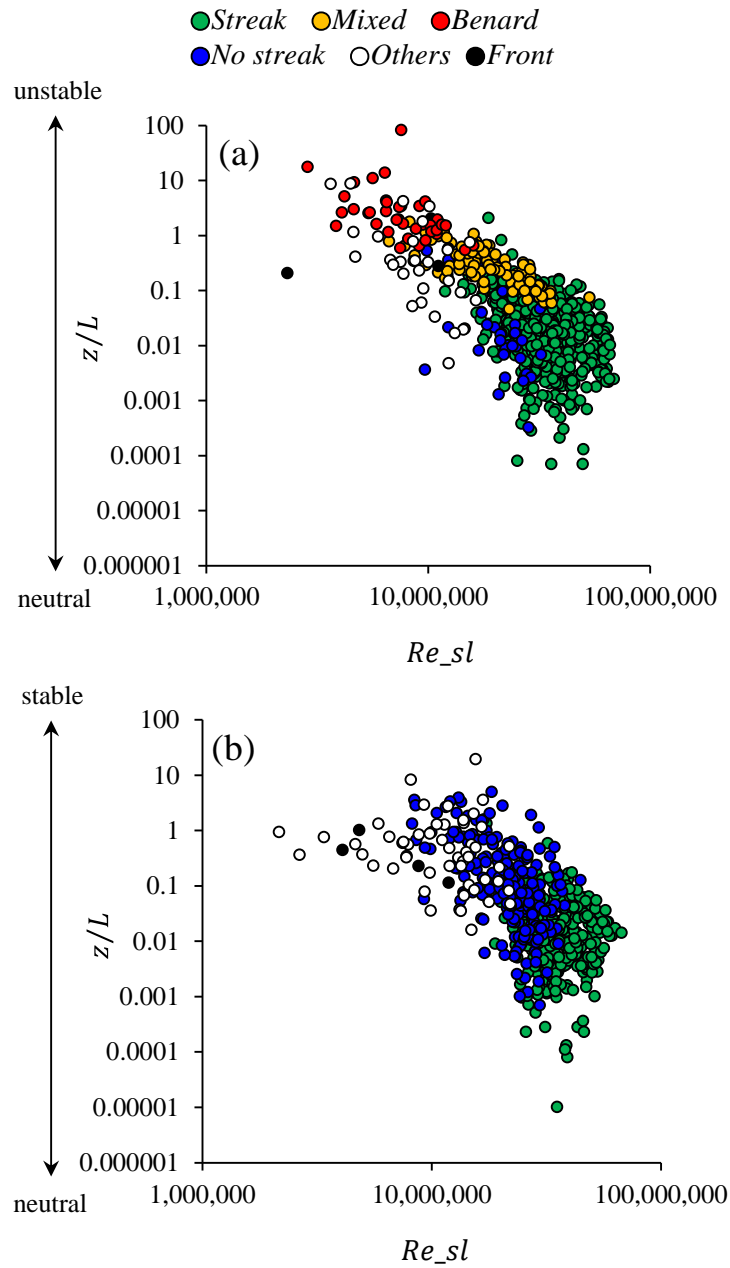 Streak Mixed Benard
No streak Others Front
unstable
(a)
100
10
1
0.1
0.01
0.001
0.0001
0.00001
0.000001
z/L
neutral
1,000,000 10,000,000 100,000,000
Re_sl
stable
(b)
100
10
1
0.1
0.01
0.001
0.0001
0.00001
0.000001
z/L
neutral
1,000,000 10,000,000 100,000,000
Re_sl